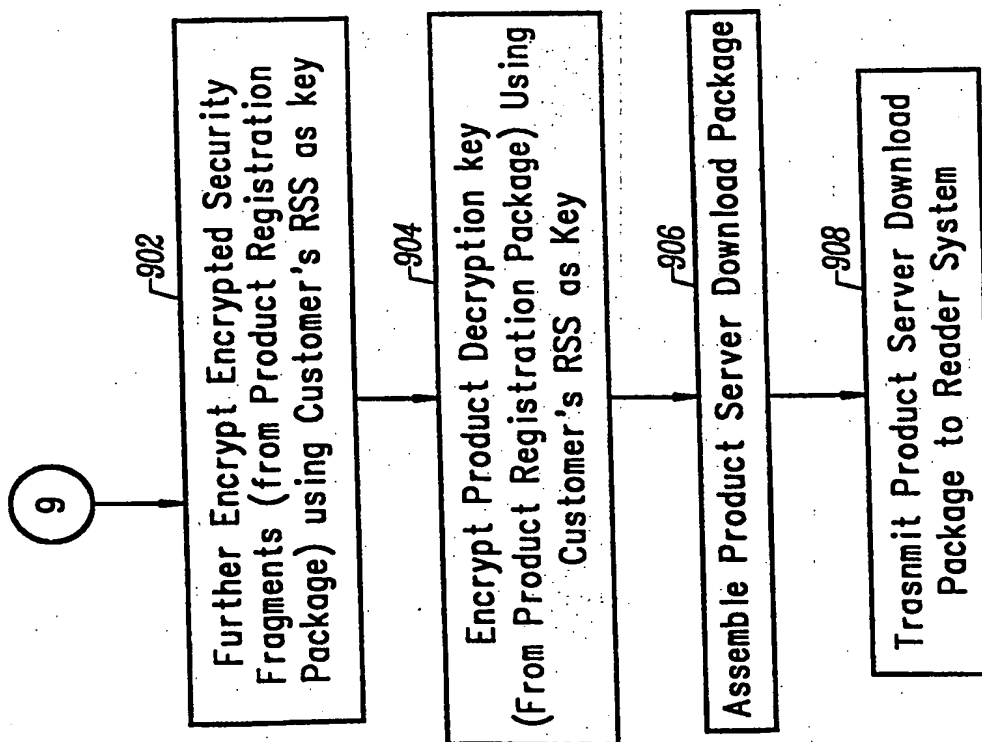 9
902
Further Encrypt Encrypted Security
Fragments (from Product Registration
Package) using Customer's RSS as key
904
Encrypt Product Decryption key
(From Product Registration Package) Using
Customer's RSS as Key
906
Assemble Product Server Download Package
908
Trasnmit Product Server Download
Package to Reader System